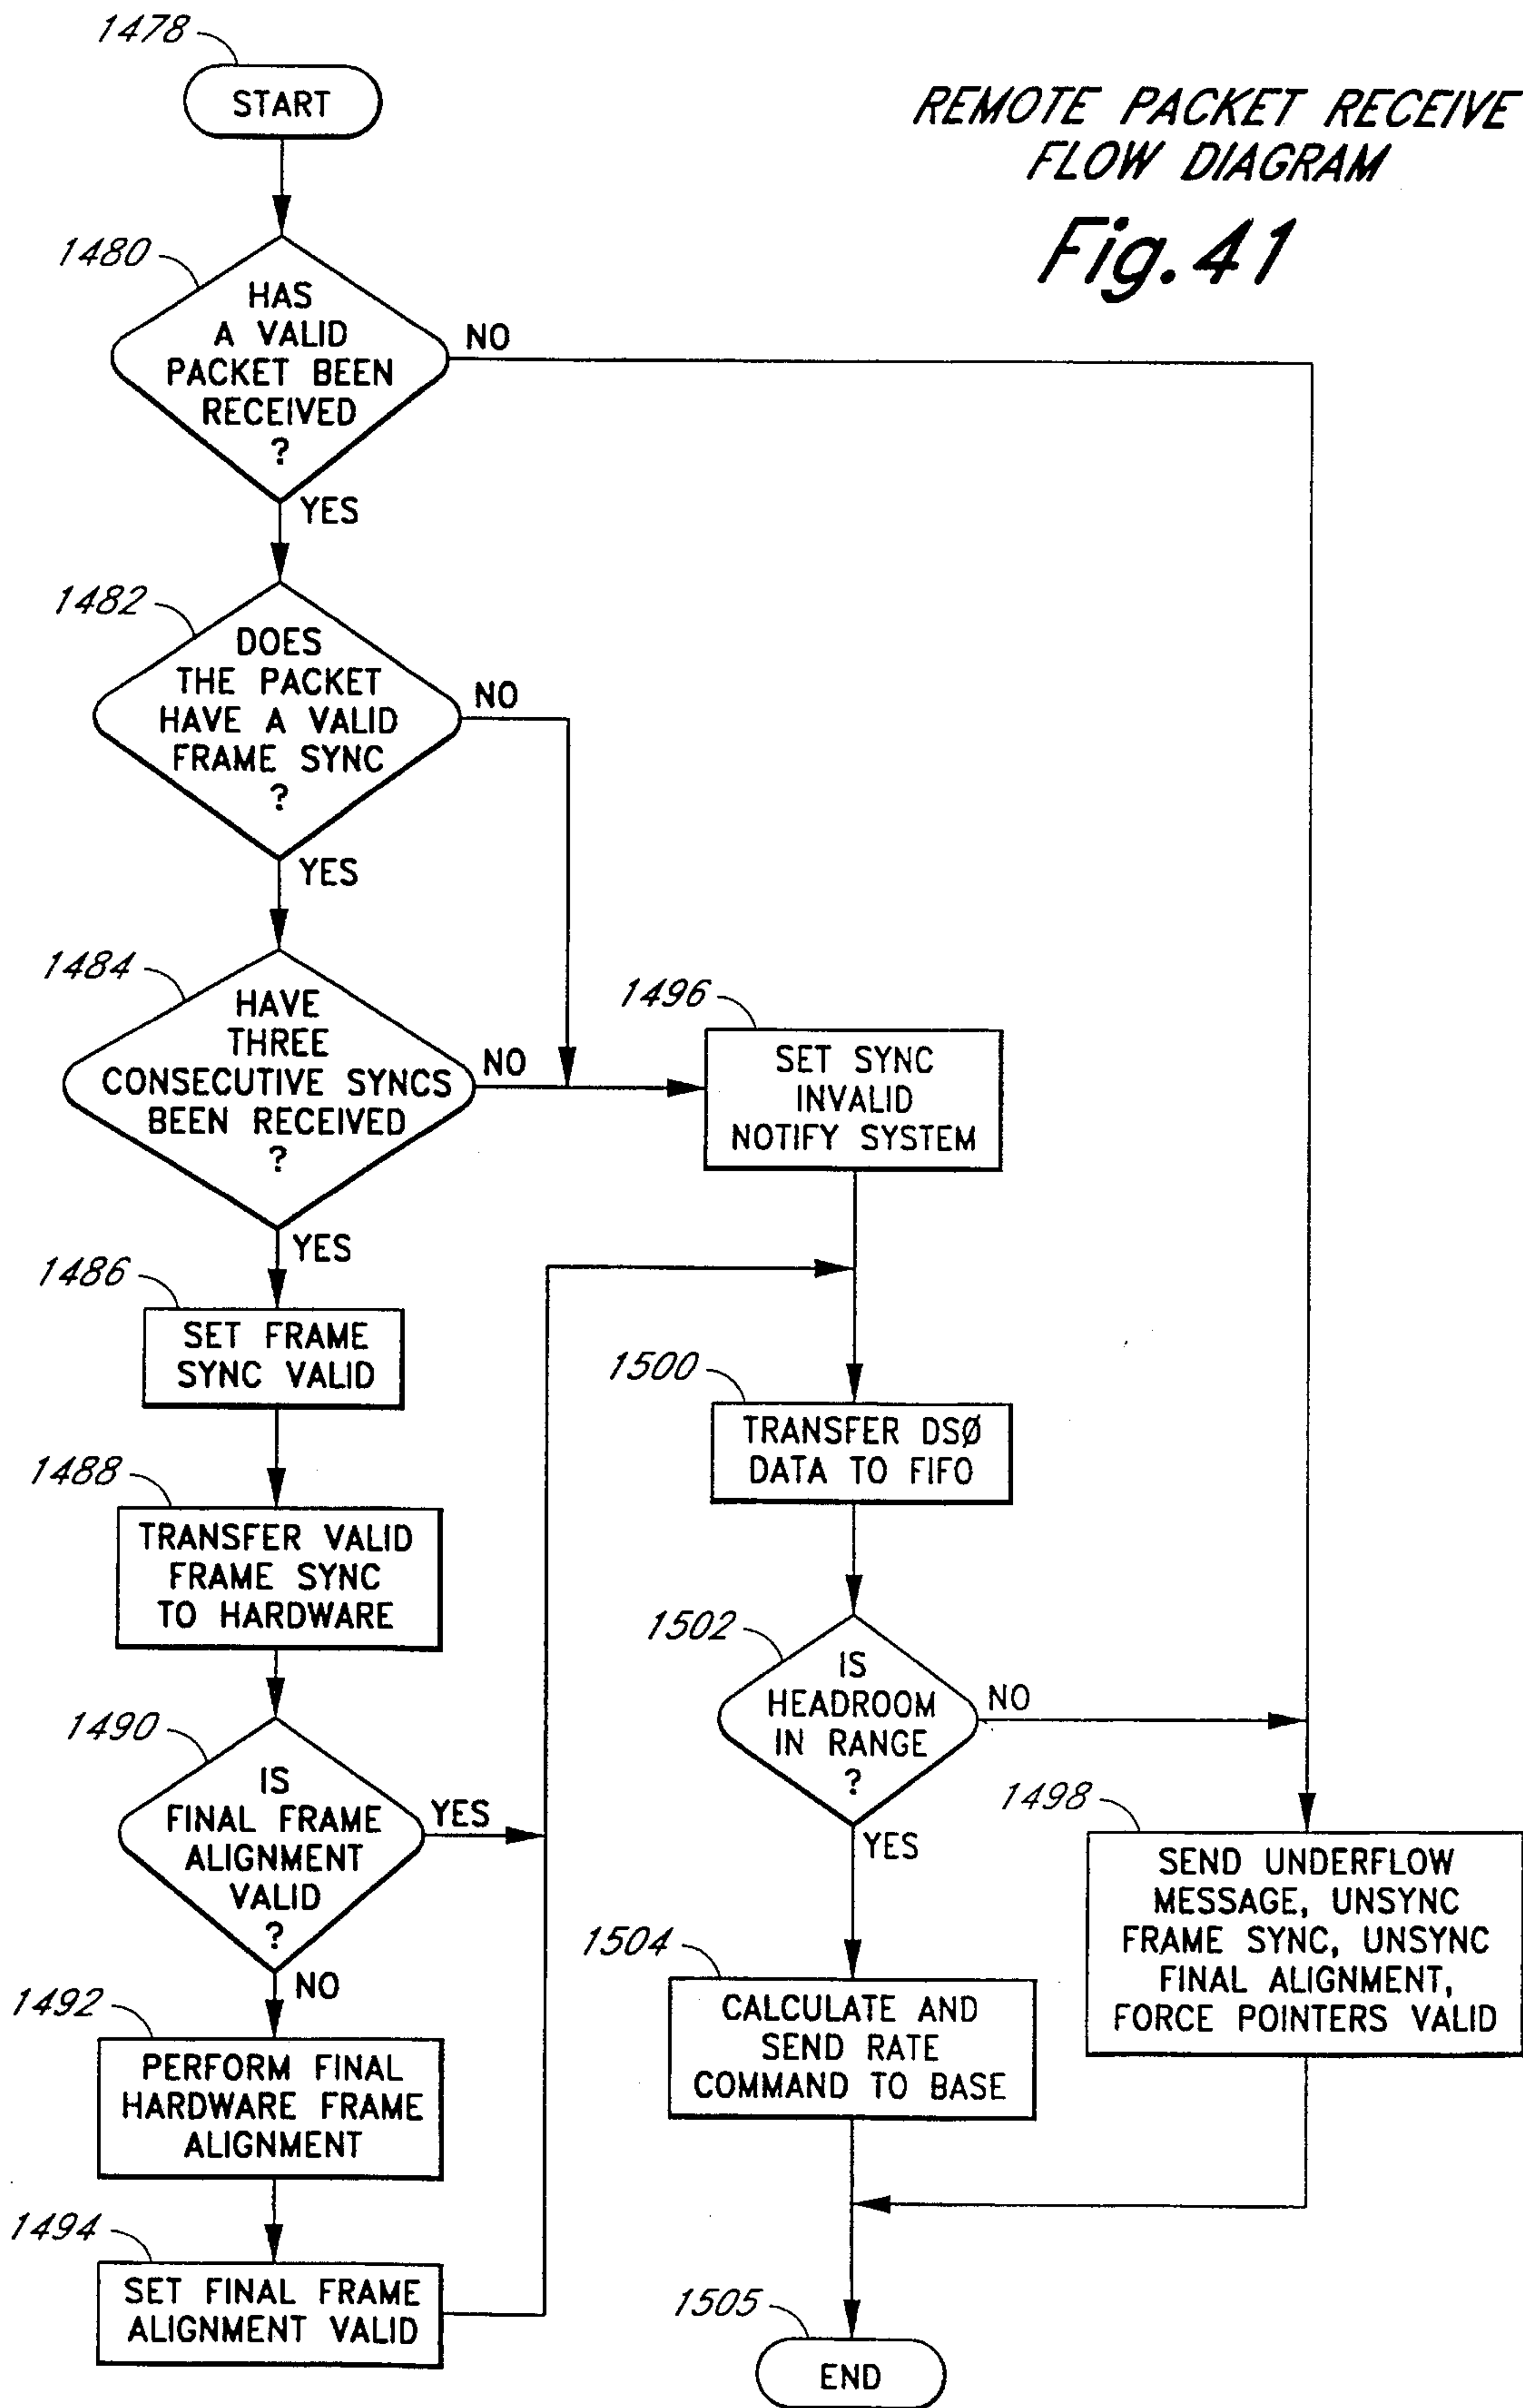 REMOTE PACKET RECEIVE
FLOW DIAGRAM
Fig. 41
1478
START
1480
HAS
A VALID
PACKET BEEN
RECEIVED
?
NO
YES
1482
DOES
THE PACKET
HAVE A VALID
FRAME SYNC
?
NO
YES
1484
HAVE
THREE
CONSECUTIVE SYNCS
BEEN RECEIVED
?
NO
YES
1486
SET FRAME
SYNC VALID
1488
TRANSFER VALID
FRAME SYNC
TO HARDWARE
1490
IS
FINAL FRAME
ALIGNMENT
VALID
?
YES
NO
1492
PERFORM FINAL
HARDWARE FRAME
ALIGNMENT
1494
SET FINAL FRAME
ALIGNMENT VALID
1496
SET SYNC
INVALID
NOTIFY SYSTEM
1500
TRANSFER DSØ
DATA TO FIFO
1502
IS
HEADROOM
IN RANGE
?
NO
YES
1504
CALCULATE AND
SEND RATE
COMMAND TO BASE
1498
SEND UNDERFLOW
MESSAGE, UNSYNC
FRAME SYNC, UNSYNC
FINAL ALIGNMENT,
FORCE POINTERS VALID
1505
END